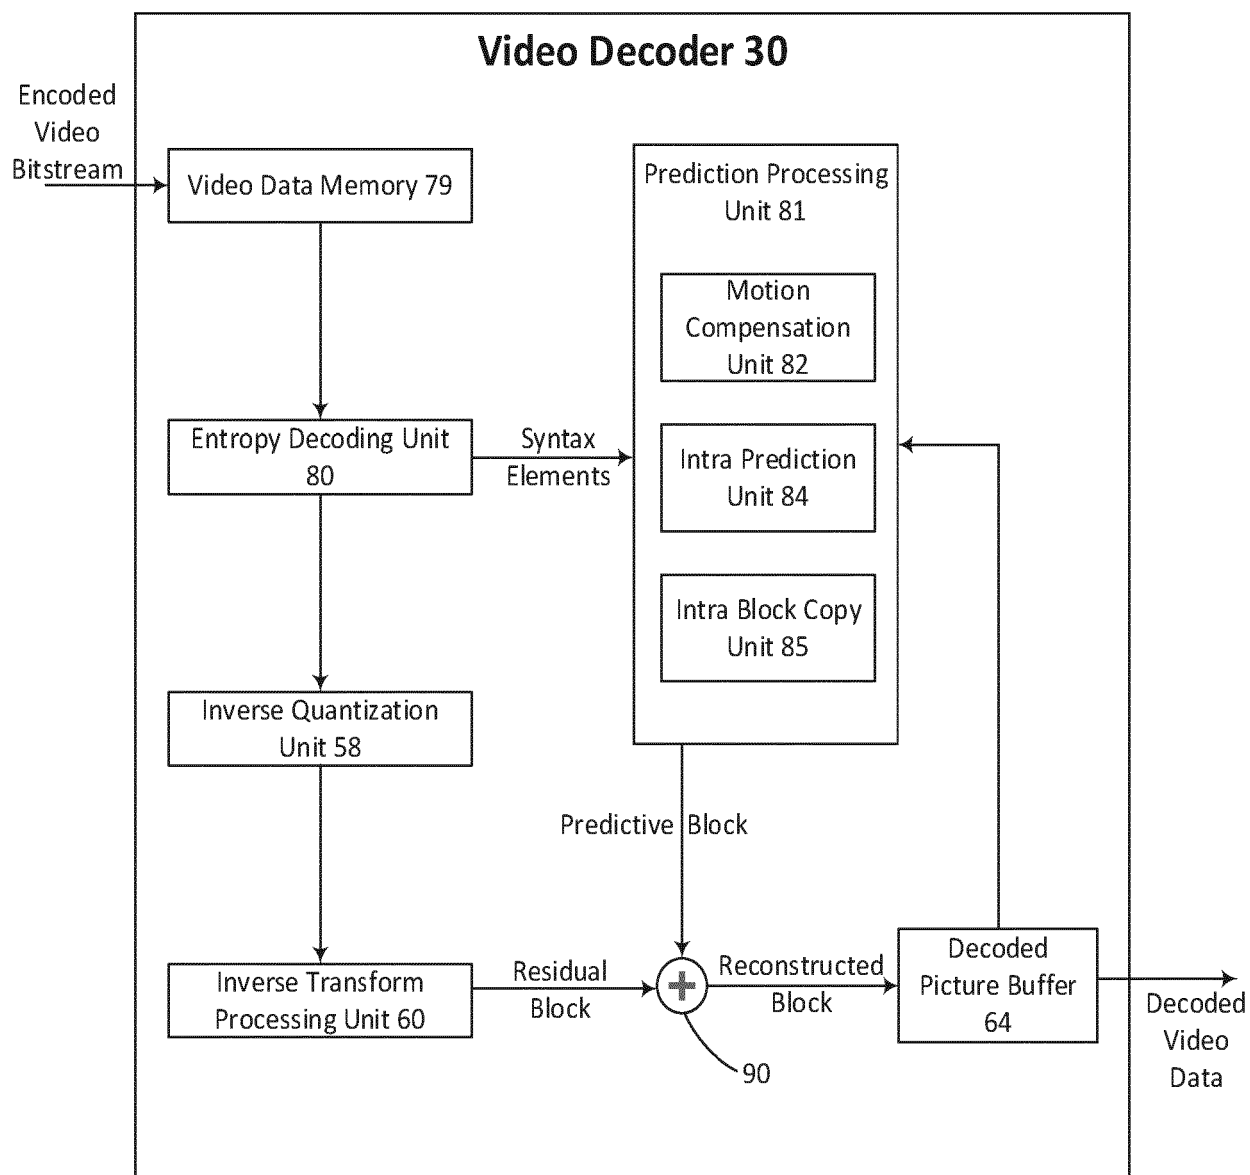 Video Decoder 30
Encoded
Video
Bitstream
Video Data Memory 79
Prediction Processing
Unit 81
Motion
Compensation
Unit 82
Entropy Decoding Unit
80
Syntax
Elements
Intra Prediction
Unit 84
Intra Block Copy
Unit 85
Inverse Quantization
Unit 58
Predictive Block
Inverse Transform
Processing Unit 60
Residual
Block
+
Reconstructed
Block
Decoded
Picture Buffer
64
Decoded
Video
Data
90